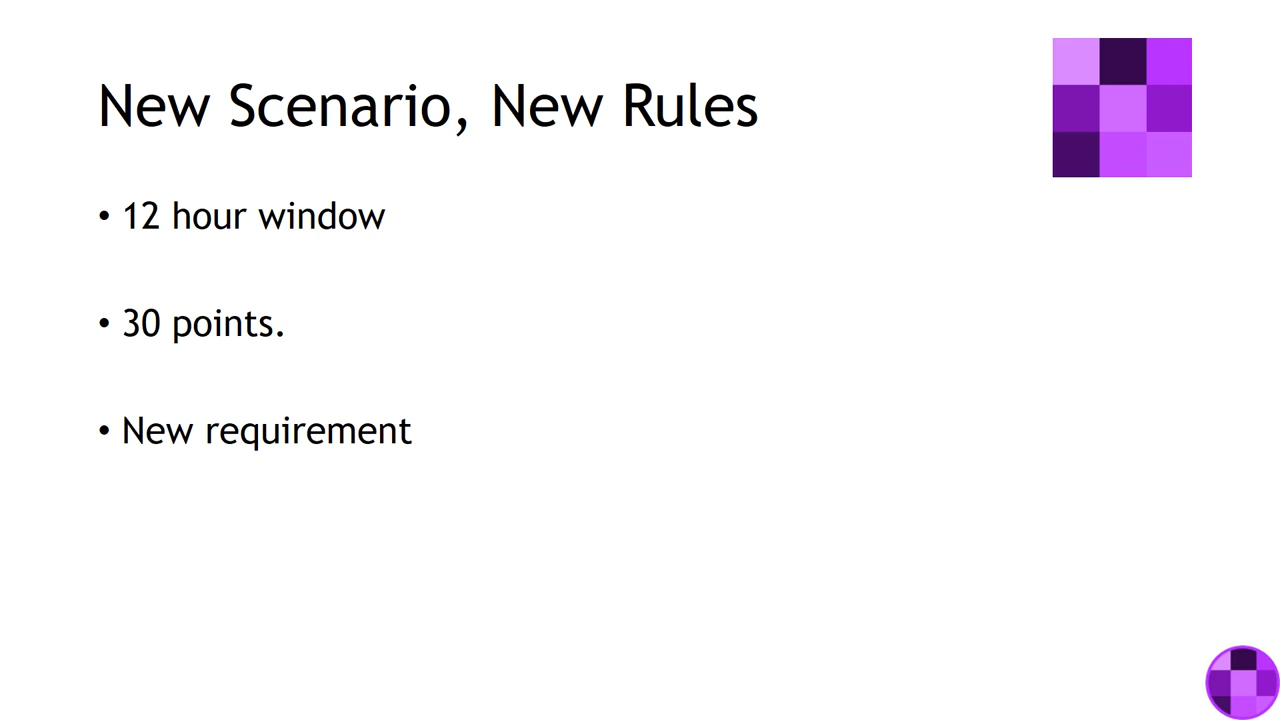 New Scenario, New Rules
• 12 hour window
• 30 points.
• New requirement